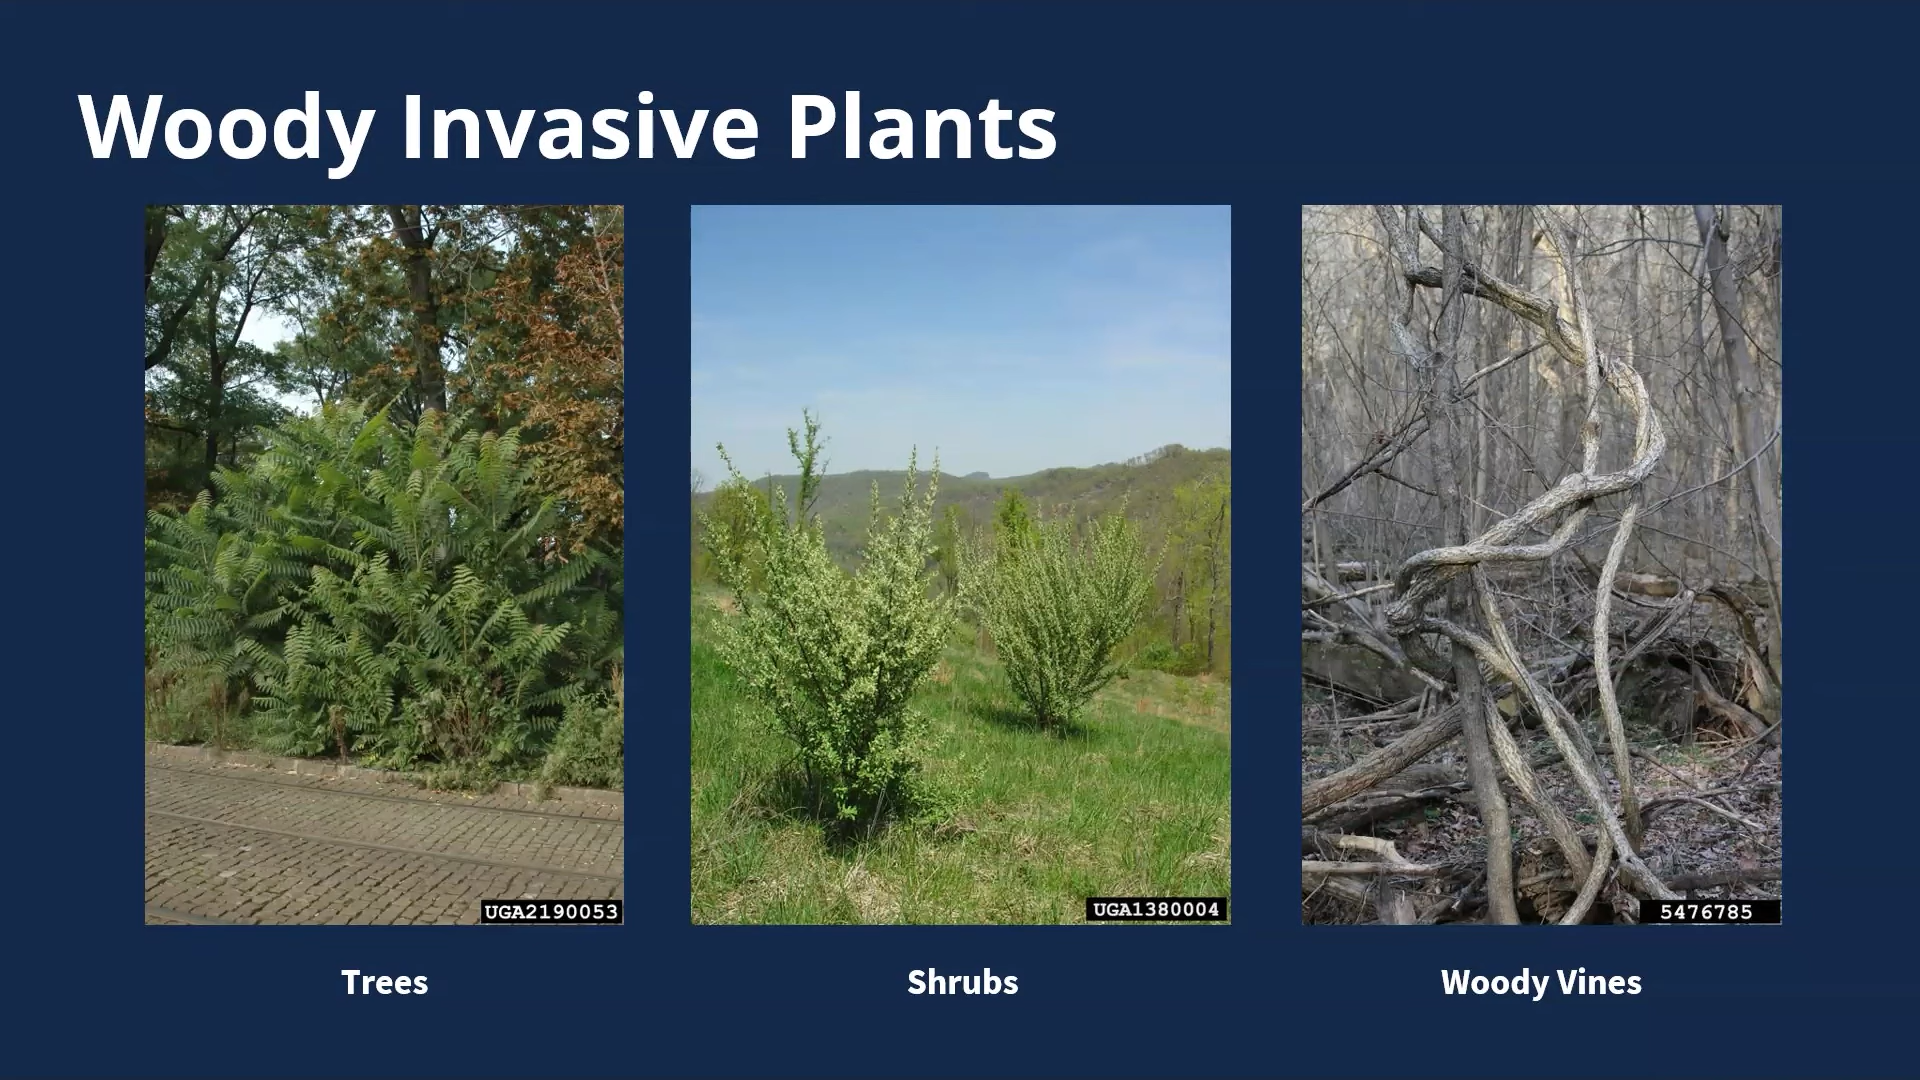 Woody Invasive Plants
UGA2190053
UGA1380004
5476785
Trees
Shrubs
Woody Vines